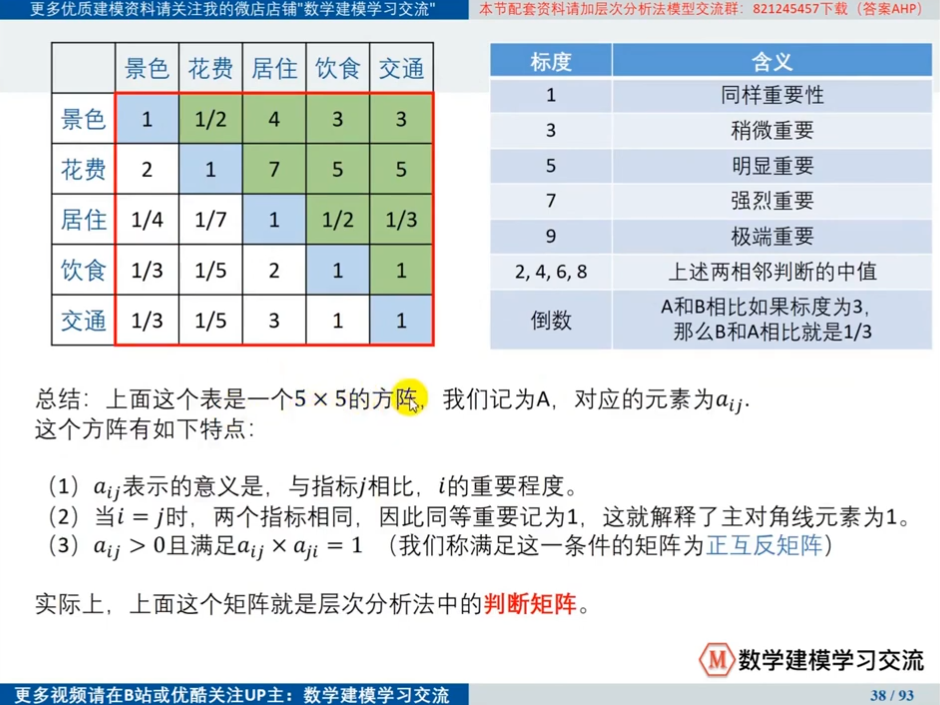 更多优质建模资料请关注我的微店店铺"数学建模学习交流"
本节配套资料请加层次分析法模型交流群：821245457下载（答案AHP）
景色 花费 居住 饮食 交通
景色 1 1/2 4 3 3
花费 2 1 7 5 5
居住 1/4 1/7 1 1/2 1/3
饮食 1/3 1/5 2 1 1
交通 1/3 1/5 3 1 1
标度 含义
1 同样重要性
3 稍微重要
5 明显重要
7 强烈重要
9 极端重要
2, 4, 6, 8 上述两相邻判断的中值
倒数 A和B相比如果标度为3，
那么B和A相比就是1/3
总结：上面这个表是一个5 × 5的方阵，我们记为A，对应的元素为aij.
这个方阵有如下特点：
（1）aij表示的意义是，与指标j相比，i的重要程度。
（2）当i = j时，两个指标相同，因此同等重要记为1，这就解释了主对角线元素为1。
（3）aij > 0且满足aij × aji = 1 （我们称满足这一条件的矩阵为正互反矩阵）
实际上，上面这个矩阵就是层次分析法中的判断矩阵。
M 数学建模学习交流
更多视频请在B站或优酷关注UP主：数学建模学习交流
38 / 93